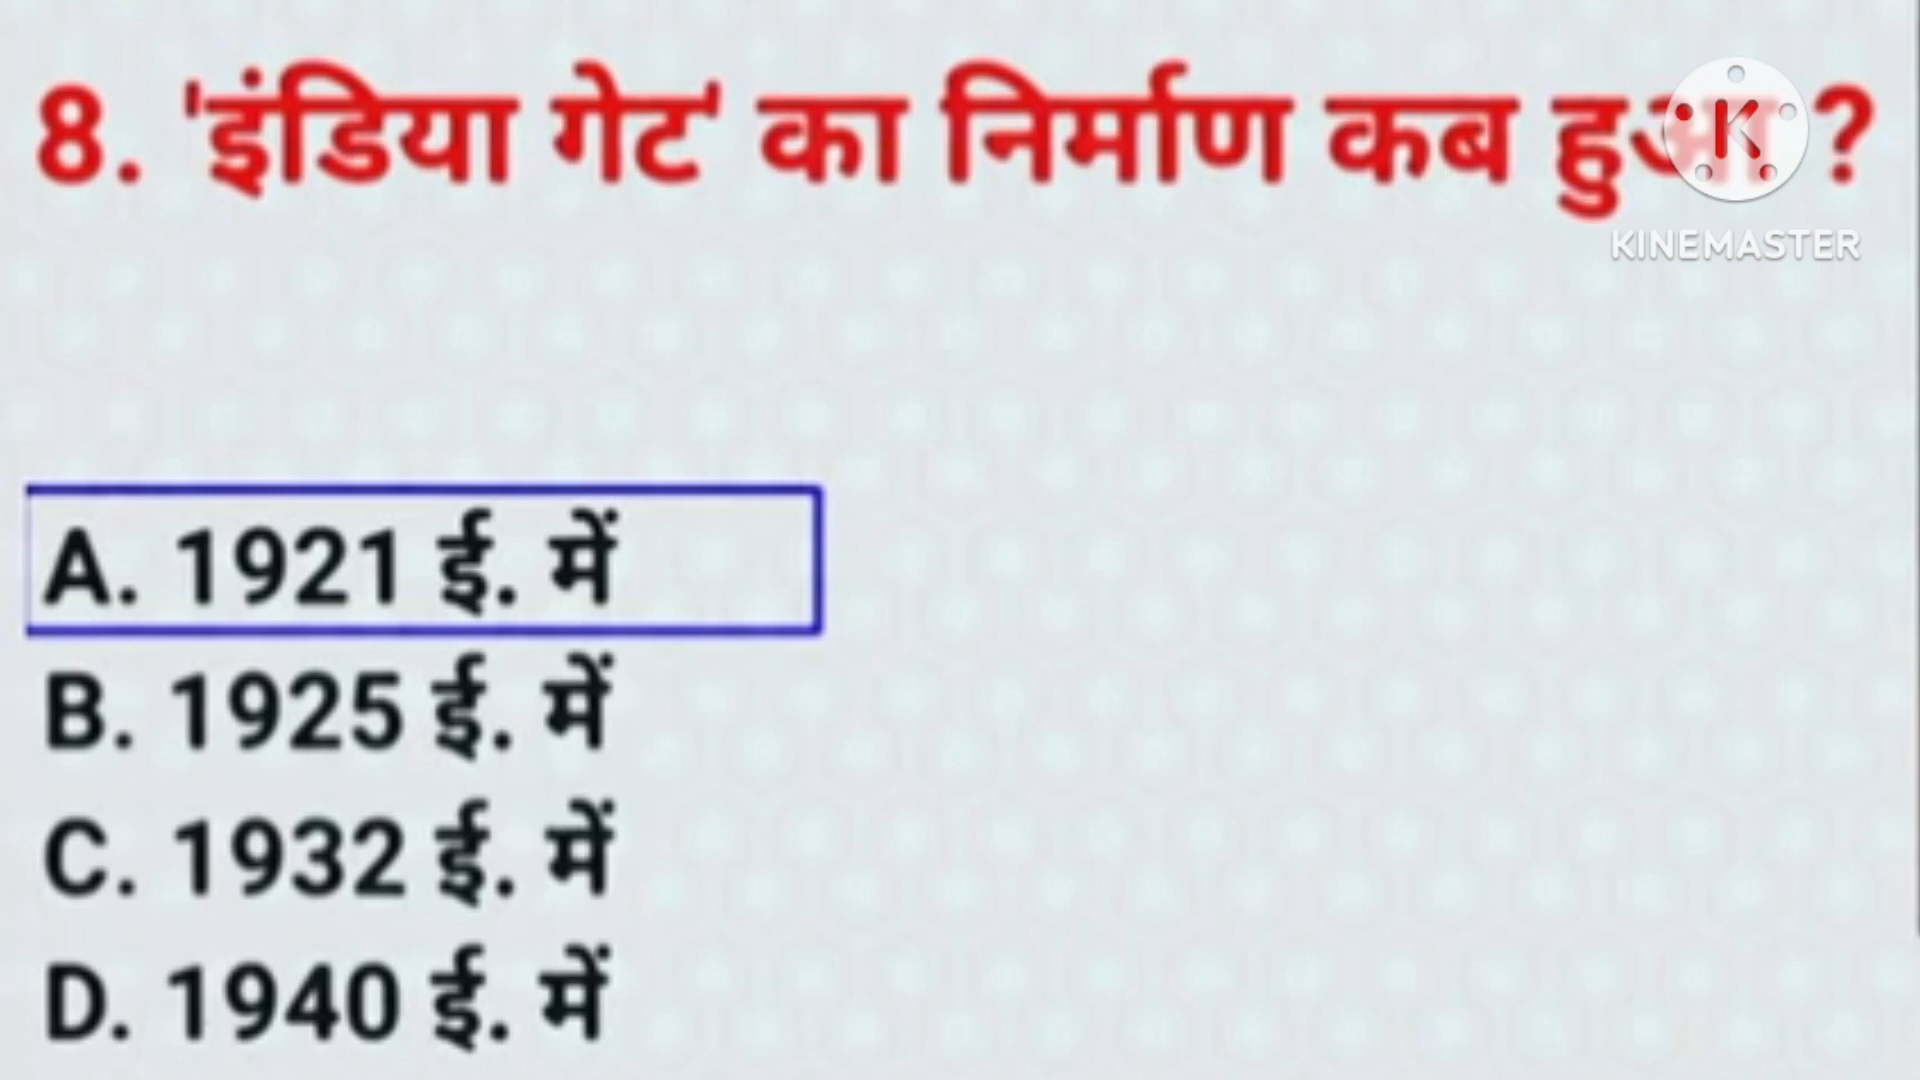 8. 'इंडिया गेट' का निर्माण कब हुआ ?
K
KINEMASTER
A. 1921 ई. में
B. 1925 ई. में
C. 1932 ई. में
D. 1940 ई. में